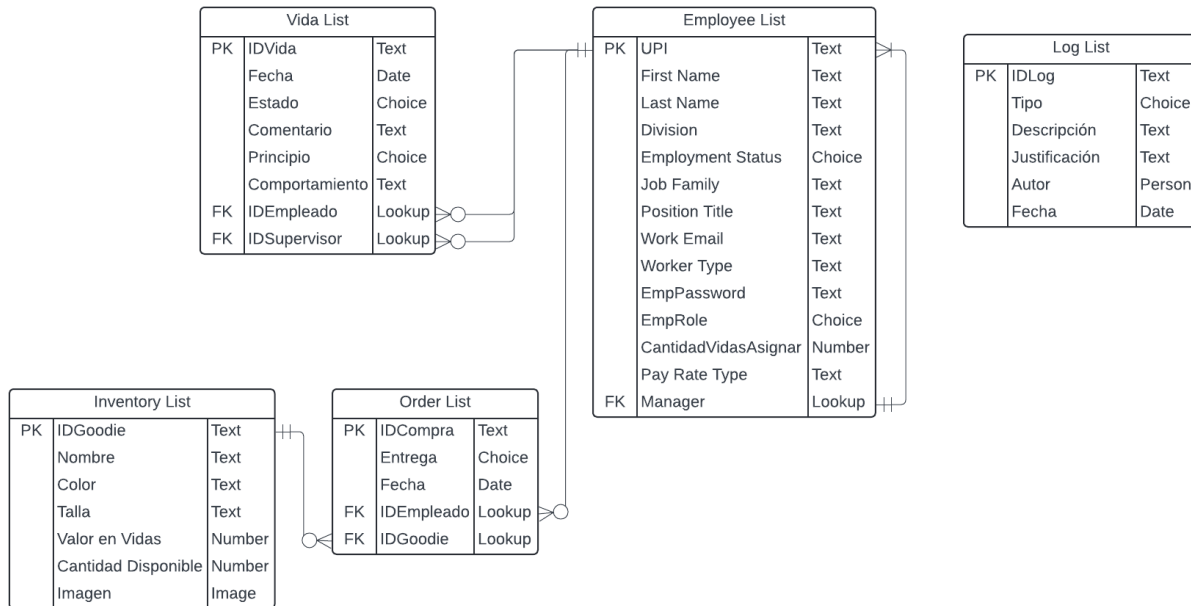 Vida List
PK IDVida Text
Fecha Date
Estado Choice
Comentario Text
Principio Choice
Comportamiento Text
FK IDEmpleado Lookup
FK IDSupervisor Lookup
Employee List
PK UPI Text
First Name Text
Last Name Text
Division Text
Employment Status Choice
Job Family Text
Position Title Text
Work Email Text
Worker Type Text
EmpPassword Text
EmpRole Choice
CantidadVidasAsignar Number
Pay Rate Type Text
FK Manager Lookup
Log List
PK IDLog Text
Tipo Choice
Descripción Text
Justificación Text
Autor Person
Fecha Date
Inventory List
PK IDGoodie Text
Nombre Text
Color Text
Talla Text
Valor en Vidas Number
Cantidad Disponible Number
Imagen Image
Order List
PK IDCompra Text
Entrega Choice
Fecha Date
FK IDEmpleado Lookup
FK IDGoodie Lookup